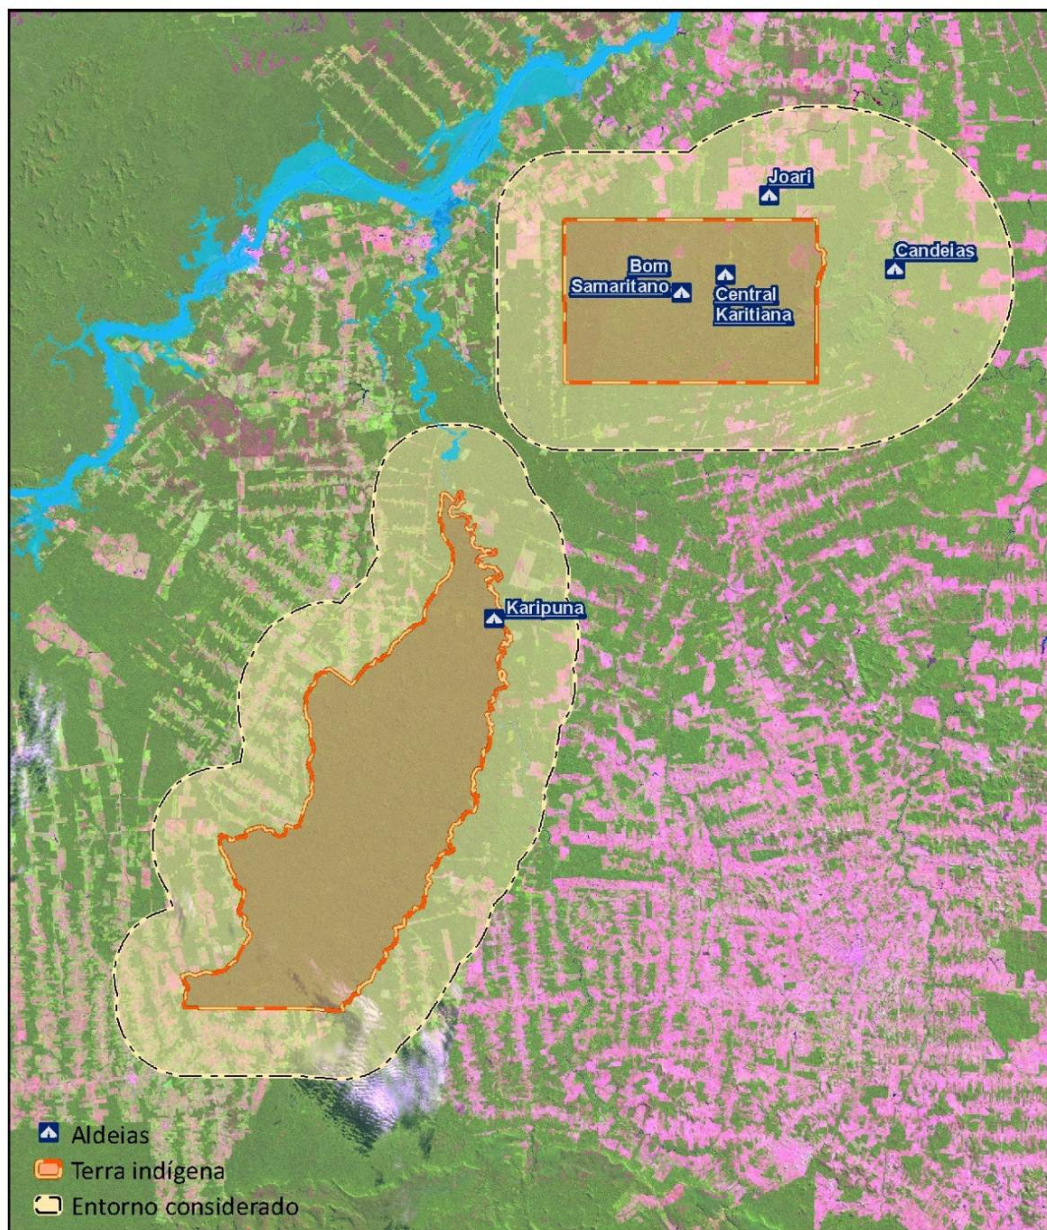 Joari
Candeias
Bom
Samaritano
Central
Karitiana
Karipuna
Aldeias
Terra indígena
Entorno considerado